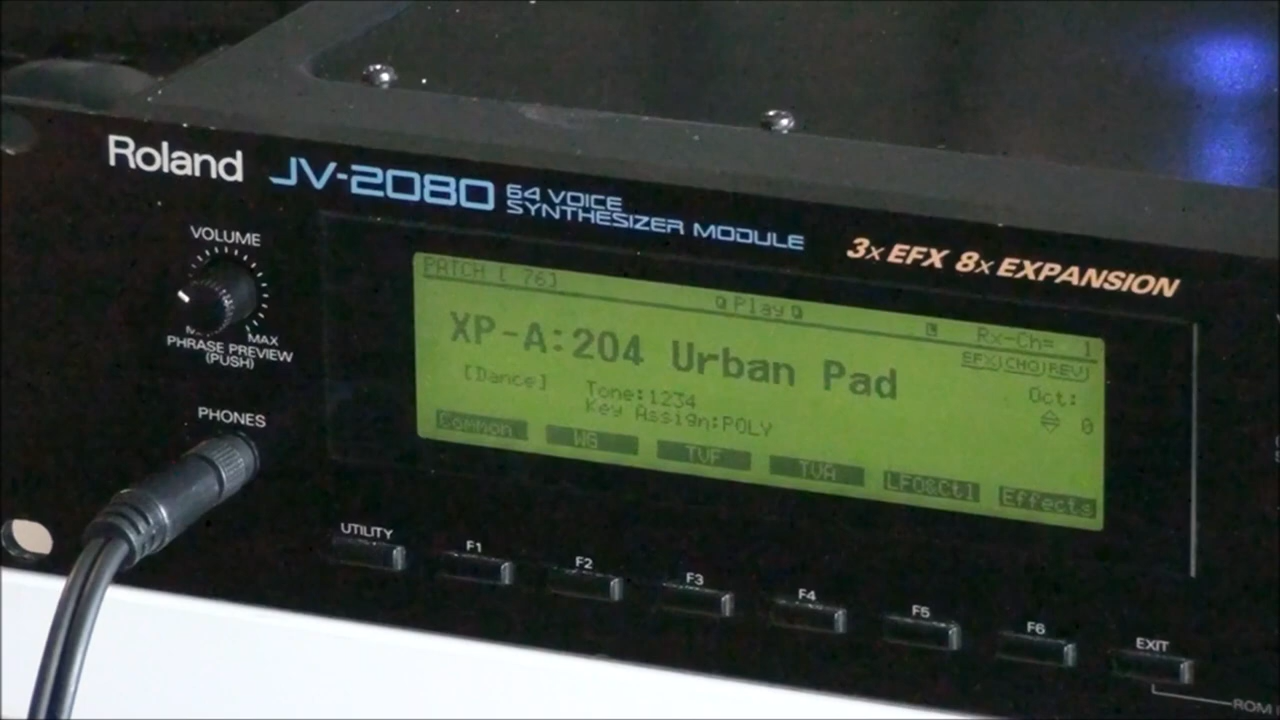 Roland JV-2080 64 VOICE
SYNTHESIZER MODULE
3x EFX 8x EXPANSION
VOLUME
MAX
PHRASE PREVIEW
(PUSH)
PHONES
PATCH [ 76]
Play
Rx-Ch= 1
XP-A:204 Urban Pad
EFX CHO REV
[Dance]
Tone:1234
Key Assign:POLY
Oct:
0
Common WG TVF TVA LFO&Ctl Effects
UTILITY F1 F2 F3 F4 F5 F6 EXIT
ROM